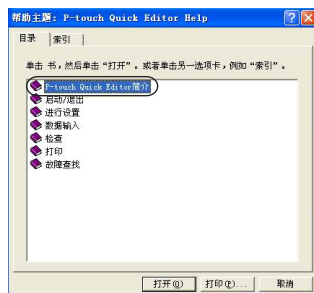 帮助主题: P-touch Quick Editor Help
目录 索引
单击 书，然后单击“打开”。或者单击另一选项卡，例如“索引”。
P-touch Quick Editor简介
启动/退出
进行设置
数据输入
检查
打印
故障查找
打开(O) 打印(P)... 取消